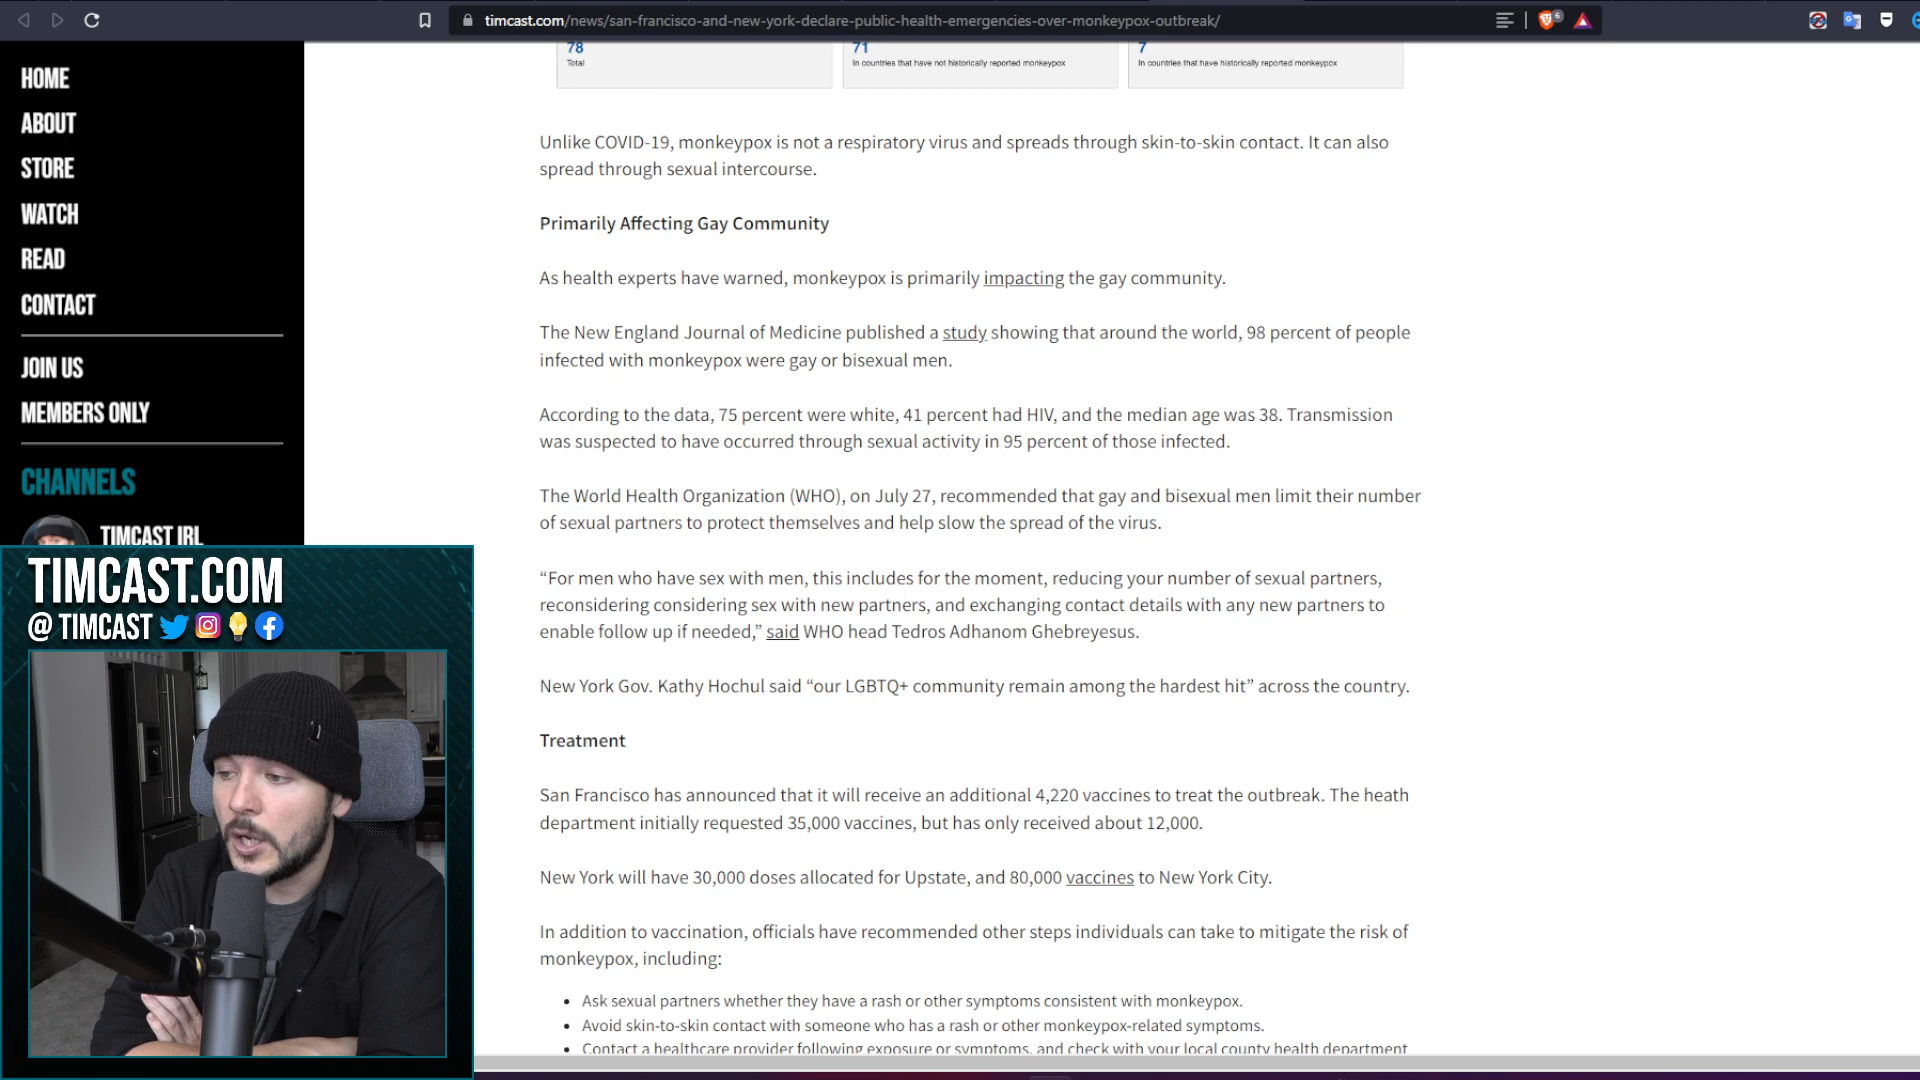 timcast.com/news/san-francisco-and-new-york-declare-public-health-emergencies-over-monkeypox-outbreak/
6
HOME
ABOUT
STORE
WATCH
READ
CONTACT
JOIN US
MEMBERS ONLY
CHANNELS
TIMCAST IRL
78
Total
71
In countries that have not historically reported monkeypox
7
In countries that have historically reported monkeypox
Unlike COVID-19, monkeypox is not a respiratory virus and spreads through skin-to-skin contact. It can also
spread through sexual intercourse.
Primarily Affecting Gay Community
As health experts have warned, monkeypox is primarily impacting the gay community.
The New England Journal of Medicine published a study showing that around the world, 98 percent of people
infected with monkeypox were gay or bisexual men.
According to the data, 75 percent were white, 41 percent had HIV, and the median age was 38. Transmission
was suspected to have occurred through sexual activity in 95 percent of those infected.
The World Health Organization (WHO), on July 27, recommended that gay and bisexual men limit their number
of sexual partners to protect themselves and help slow the spread of the virus.
“For men who have sex with men, this includes for the moment, reducing your number of sexual partners,
reconsidering considering sex with new partners, and exchanging contact details with any new partners to
enable follow up if needed,” said WHO head Tedros Adhanom Ghebreyesus.
New York Gov. Kathy Hochul said “our LGBTQ+ community remain among the hardest hit” across the country.
Treatment
San Francisco has announced that it will receive an additional 4,220 vaccines to treat the outbreak. The heath
department initially requested 35,000 vaccines, but has only received about 12,000.
New York will have 30,000 doses allocated for Upstate, and 80,000 vaccines to New York City.
In addition to vaccination, officials have recommended other steps individuals can take to mitigate the risk of
monkeypox, including:
• Ask sexual partners whether they have a rash or other symptoms consistent with monkeypox.
• Avoid skin-to-skin contact with someone who has a rash or other monkeypox-related symptoms.
• Contact a healthcare provider following exposure or symptoms, and check with your local county health department
TIMCAST.COM
@ TIMCAST